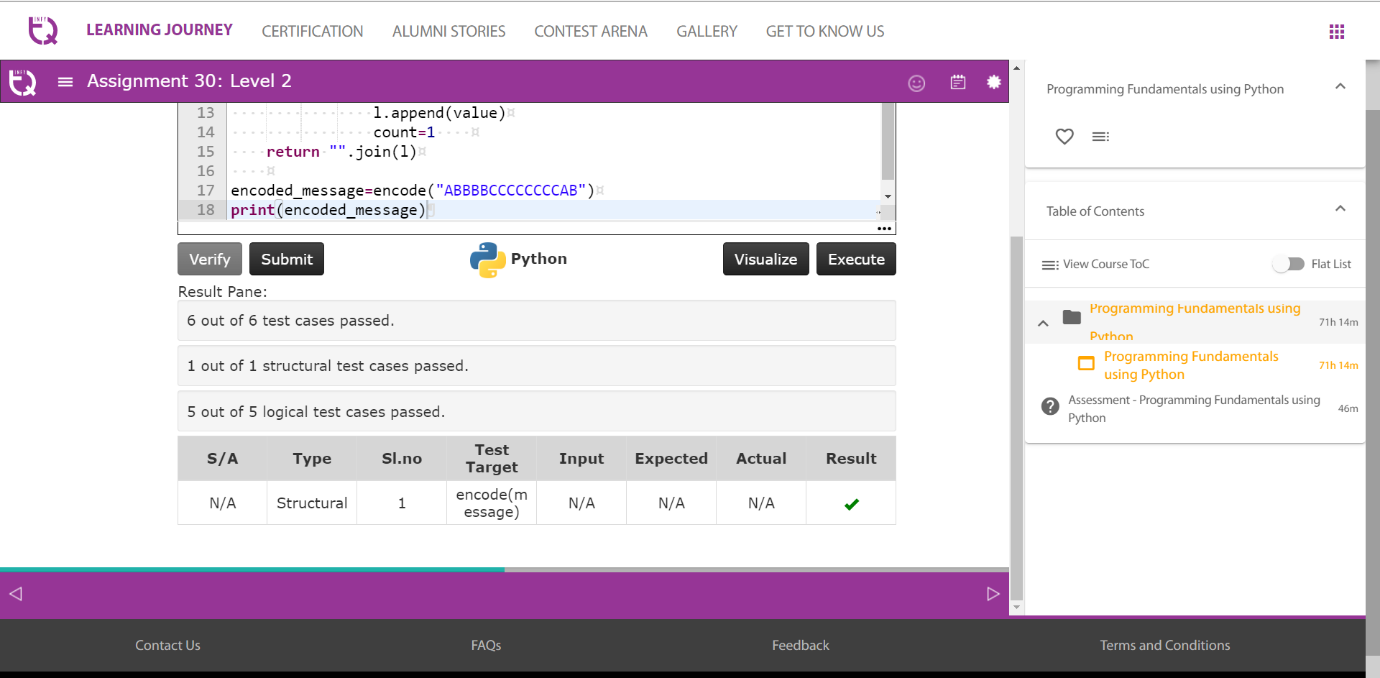 LEARNING JOURNEY CERTIFICATION ALUMNI STORIES CONTEST ARENA GALLERY GET TO KNOW US
Assignment 30: Level 2
13 l.append(value)
14 count=1
15 return "".join(l)
16
17 encoded_message=encode("ABBBBCCCCCCCCAB")
18 print(encoded_message)
Verify Submit Python Visualize Execute
Result Pane:
6 out of 6 test cases passed.
1 out of 1 structural test cases passed.
5 out of 5 logical test cases passed.
S/A Type Sl.no Test Target Input Expected Actual Result
N/A Structural 1 encode(m N/A N/A N/A
essage)
Programming Fundamentals using Python
Table of Contents
View Course ToC Flat List
Programming Fundamentals using
Python
71h 14m
Programming Fundamentals
using Python
71h 14m
Assessment - Programming Fundamentals using
Python
46m
Contact Us FAQs Feedback Terms and Conditions